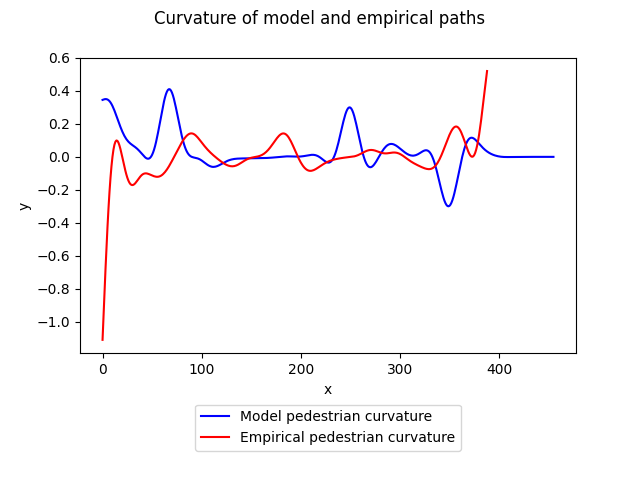 Curvature of model and empirical paths
0.6
0.4
0.2
0.0
−0.2
−0.4
−0.6
−0.8
−1.0
y
0 100 200 300 400
x
Model pedestrian curvature
Empirical pedestrian curvature